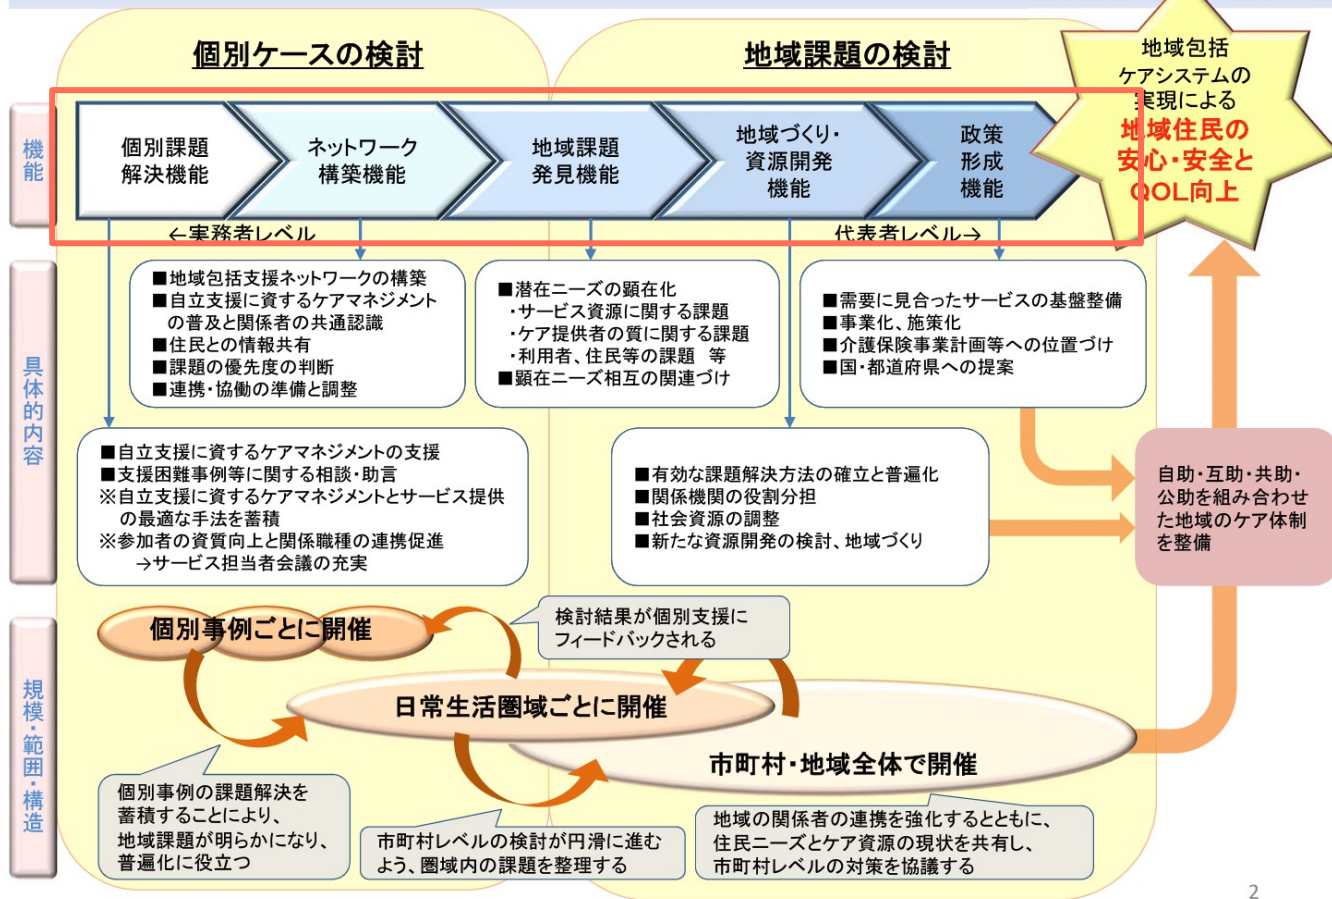 個別ケースの検討
地域課題の検討
地域包括
ケアシステムの
実現による
地域住民の
安心・安全と
QOL向上
機能
個別課題
解決機能
ネットワーク
構築機能
地域課題
発見機能
地域づくり・
資源開発
機能
政策
形成
機能
←実務者レベル
代表者レベル→
具体的内容
■地域包括支援ネットワークの構築
■自立支援に資するケアマネジメント
の普及と関係者の共通認識
■住民との情報共有
■課題の優先度の判断
■連携・協働の準備と調整
■潜在ニーズの顕在化
・サービス資源に関する課題
・ケア提供者の質に関する課題
・利用者、住民等の課題 等
■顕在ニーズ相互の関連づけ
■需要に見合ったサービスの基盤整備
■事業化、施策化
■介護保険事業計画等への位置づけ
■国・都道府県への提案
■自立支援に資するケアマネジメントの支援
■支援困難事例等に関する相談・助言
※自立支援に資するケアマネジメントとサービス提供
の最適な手法を蓄積
※参加者の資質向上と関係職種の連携促進
→サービス担当者会議の充実
■有効な課題解決方法の確立と普遍化
■関係機関の役割分担
■社会資源の調整
■新たな資源開発の検討、地域づくり
自助・互助・共助・
公助を組み合わせ
た地域のケア体制
を整備
規模・範囲・構造
個別事例ごとに開催
検討結果が個別支援に
フィードバックされる
日常生活圏域ごとに開催
市町村・地域全体で開催
個別事例の課題解決を
蓄積することにより、
地域課題が明らかになり、
普遍化に役立つ
市町村レベルの検討が円滑に進む
よう、圏域内の課題を整理する
地域の関係者の連携を強化するとともに、
住民ニーズとケア資源の現状を共有し、
市町村レベルの対策を協議する
2